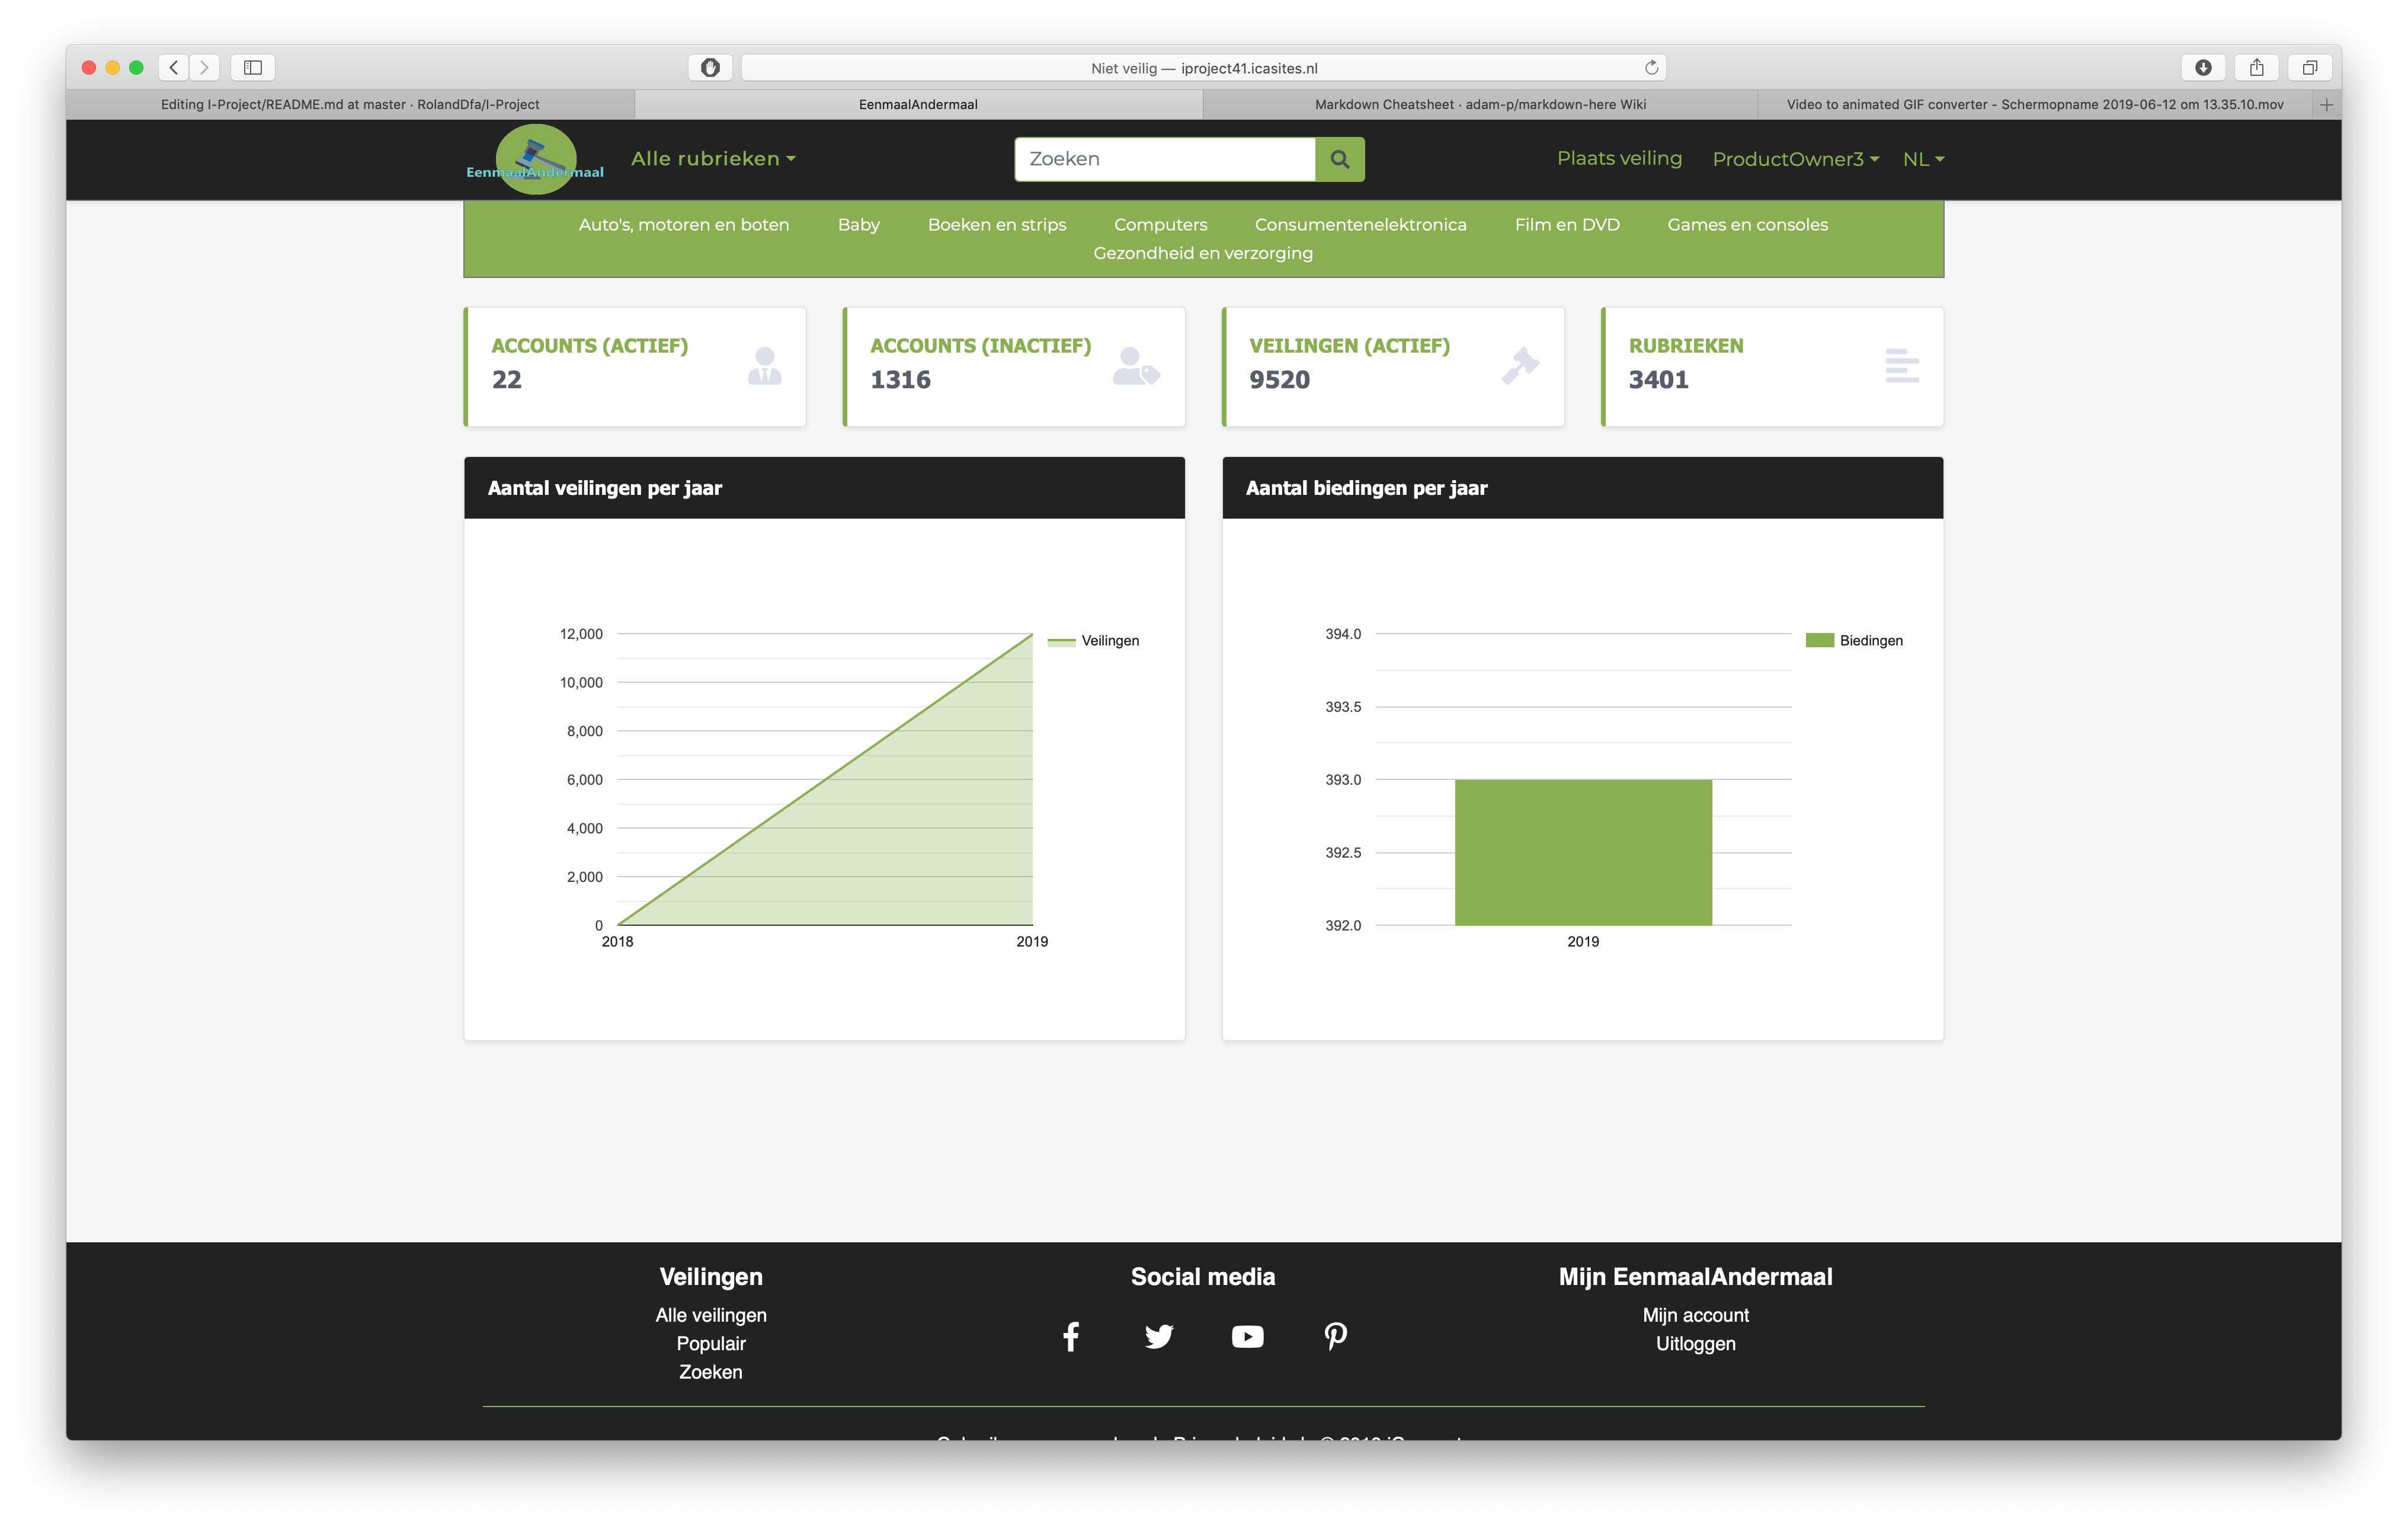 Niet veilig — iproject41.icasites.nl
Editing I-Project/README.md at master · RolandDfa/I-Project
EenmaalAndermaal
Markdown Cheatsheet · adam-p/markdown-here Wiki
Video to animated GIF converter - Schermopname 2019-06-12 om 13.35.10.mov
EenmaalAndermaal
Alle rubrieken
Zoeken
Plaats veiling
ProductOwner3
NL
Auto's, motoren en boten Baby Boeken en strips Computers Consumentenelektronica Film en DVD Games en consoles
Gezondheid en verzorging
ACCOUNTS (ACTIEF)
22
ACCOUNTS (INACTIEF)
1316
VEILINGEN (ACTIEF)
9520
RUBRIEKEN
3401
Aantal veilingen per jaar
12,000
10,000
8,000
6,000
4,000
2,000
0
2018 2019
Veilingen
Aantal biedingen per jaar
394.0
393.5
393.0
392.5
392.0
2019
Biedingen
Veilingen
Alle veilingen
Populair
Zoeken
Social media
Mijn EenmaalAndermaal
Mijn account
Uitloggen